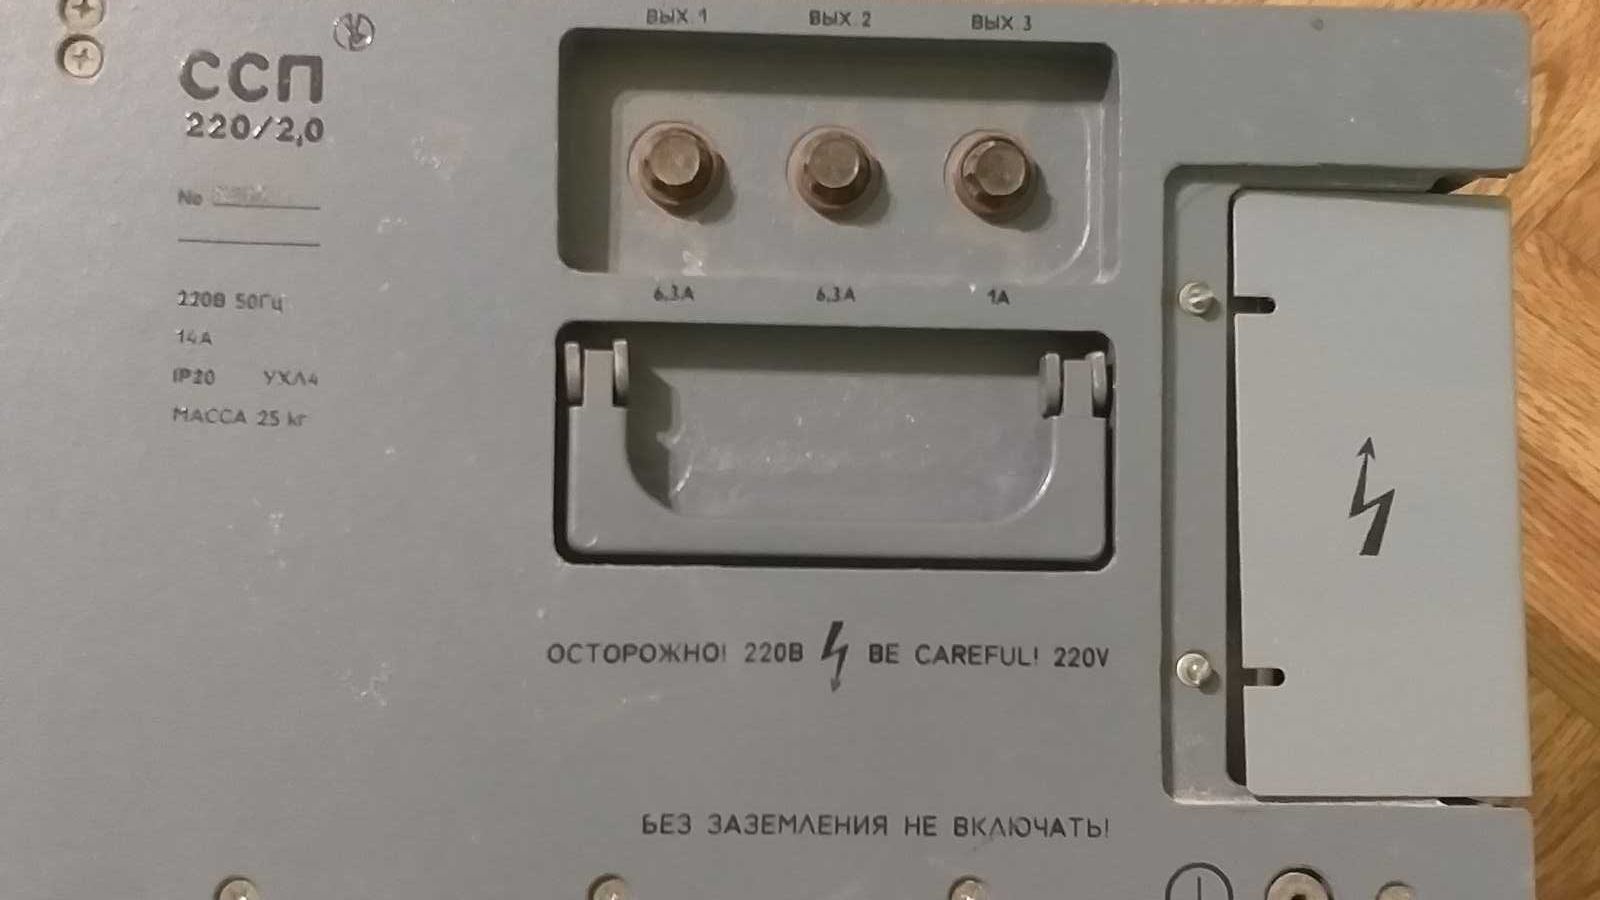 ВЫХ 1 ВЫХ 2 ВЫХ 3
ССП
220/2,0
№
6,3А 6,3А 1А
220В 50Гц
14А
IP20 УХЛ4
МАССА 25 кг
ОСТОРОЖНО! 220В BE CAREFUL! 220V
БЕЗ ЗАЗЕМЛЕНИЯ НЕ ВКЛЮЧАТЬ!